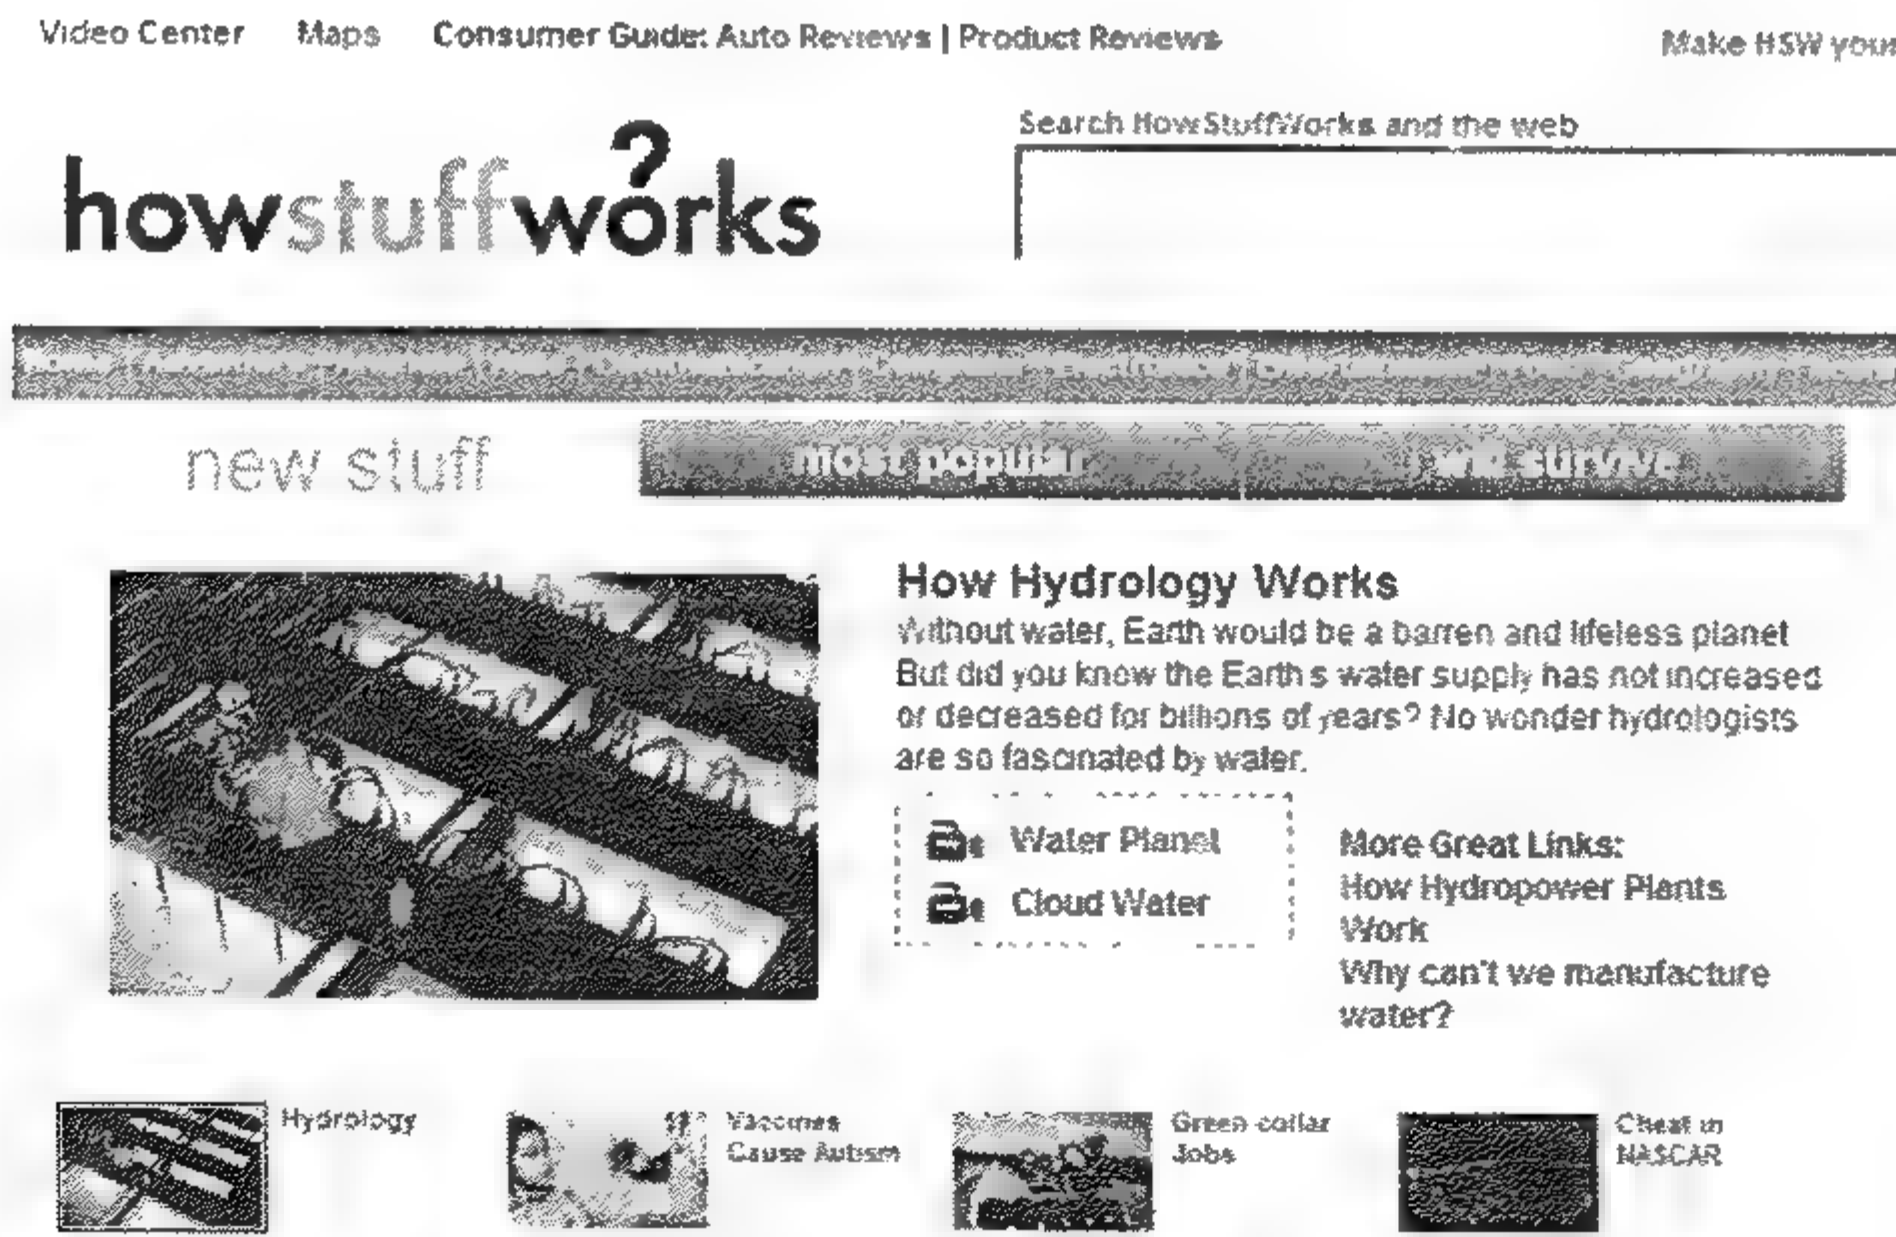 Video Center Maps Consumer Guide: Auto Reviews | Product Reviews
Make HSW your
Search HowStuffWorks and the web
howstuffworks
new stuff
most popular
survive
How Hydrology Works
Without water, Earth would be a barren and lifeless planet
But did you know the Earth's water supply has not increased
or decreased for billions of years? No wonder hydrologists
are so fascinated by water.
Water Planet
Cloud Water
More Great Links:
How Hydropower Plants
Work
Why can't we manufacture
water?
Hydrology
Vaccines
Cause Autism
Green-collar
Jobs
Cheat in
NASCAR